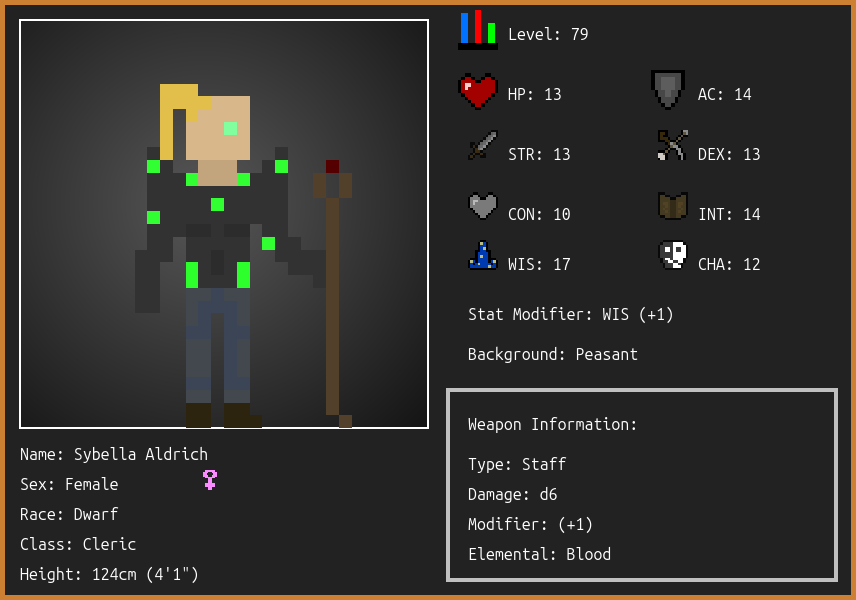 Level: 79
HP: 13
AC: 14
STR: 13
DEX: 13
CON: 10
INT: 14
WIS: 17
CHA: 12
Stat Modifier: WIS (+1)
Background: Peasant
Weapon Information:
Type: Staff
Damage: d6
Modifier: (+1)
Elemental: Blood
Name: Sybella Aldrich
Sex: Female
Race: Dwarf
Class: Cleric
Height: 124cm (4'1")